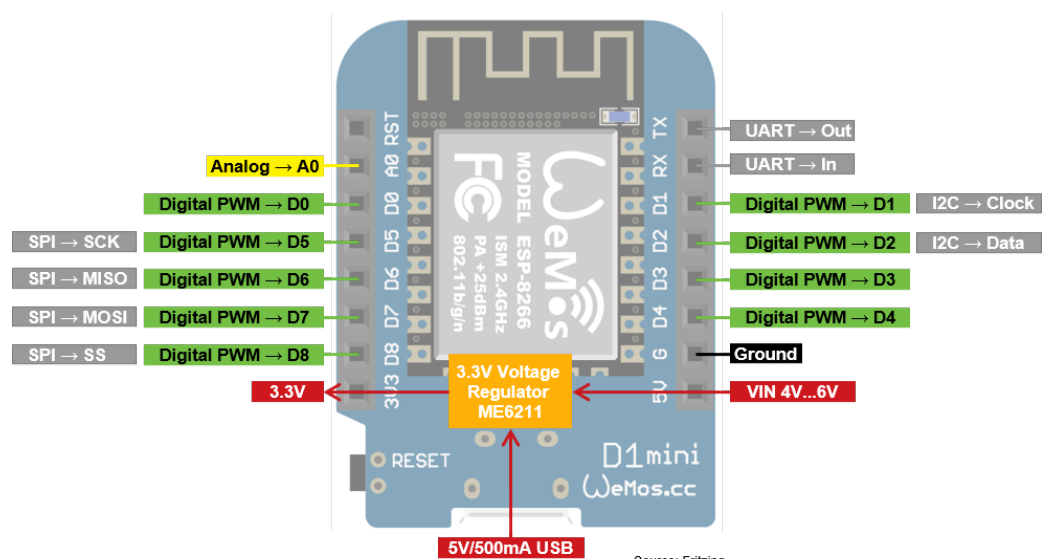 RST
TX
UART → Out
Analog → A0
A0
RX
UART → In
Digital PWM → D0
D0
D1
Digital PWM → D1
I2C → Clock
SPI → SCK
Digital PWM → D5
D5
D2
Digital PWM → D2
I2C → Data
SPI → MISO
Digital PWM → D6
D6
D3
Digital PWM → D3
SPI → MOSI
Digital PWM → D7
D7
D4
Digital PWM → D4
SPI → SS
Digital PWM → D8
D8
G
Ground
3.3V
3V3
5V
VIN 4V...6V
WeMos
MODEL ESP-8266
ISM 2.4GHz
PA +25dBm
802.11b/g/n
FC
3.3V Voltage
Regulator
ME6211
RESET
D1mini
WeMos.cc
5V/500mA USB